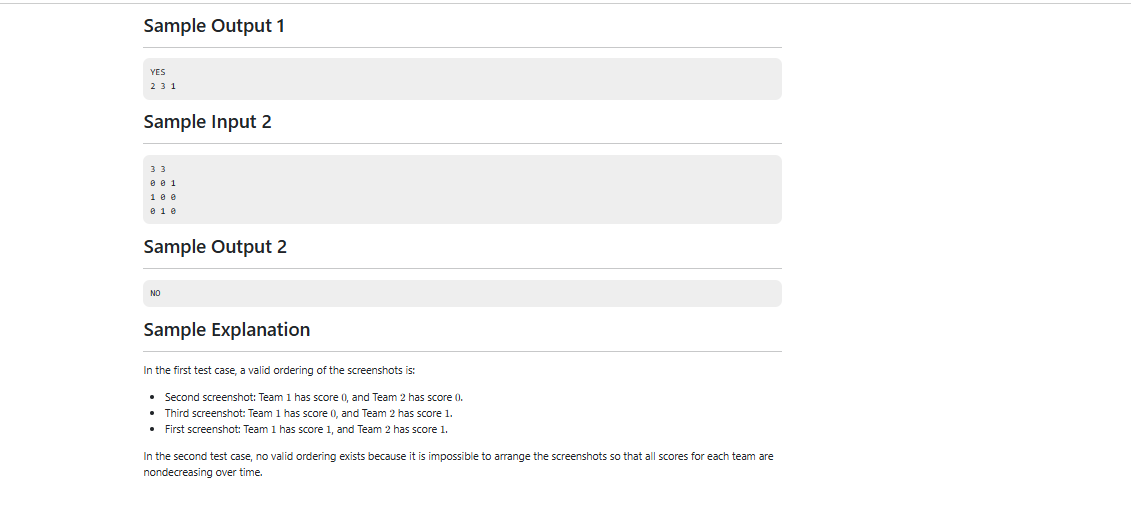 Sample Output 1
YES
2 3 1
Sample Input 2
3 3
0 0 1
1 0 0
0 1 0
Sample Output 2
NO
Sample Explanation
In the first test case, a valid ordering of the screenshots is:
• Second screenshot: Team 1 has score 0, and Team 2 has score 0.
• Third screenshot: Team 1 has score 0, and Team 2 has score 1.
• First screenshot: Team 1 has score 1, and Team 2 has score 1.
In the second test case, no valid ordering exists because it is impossible to arrange the screenshots so that all scores for each team are
nondecreasing over time.